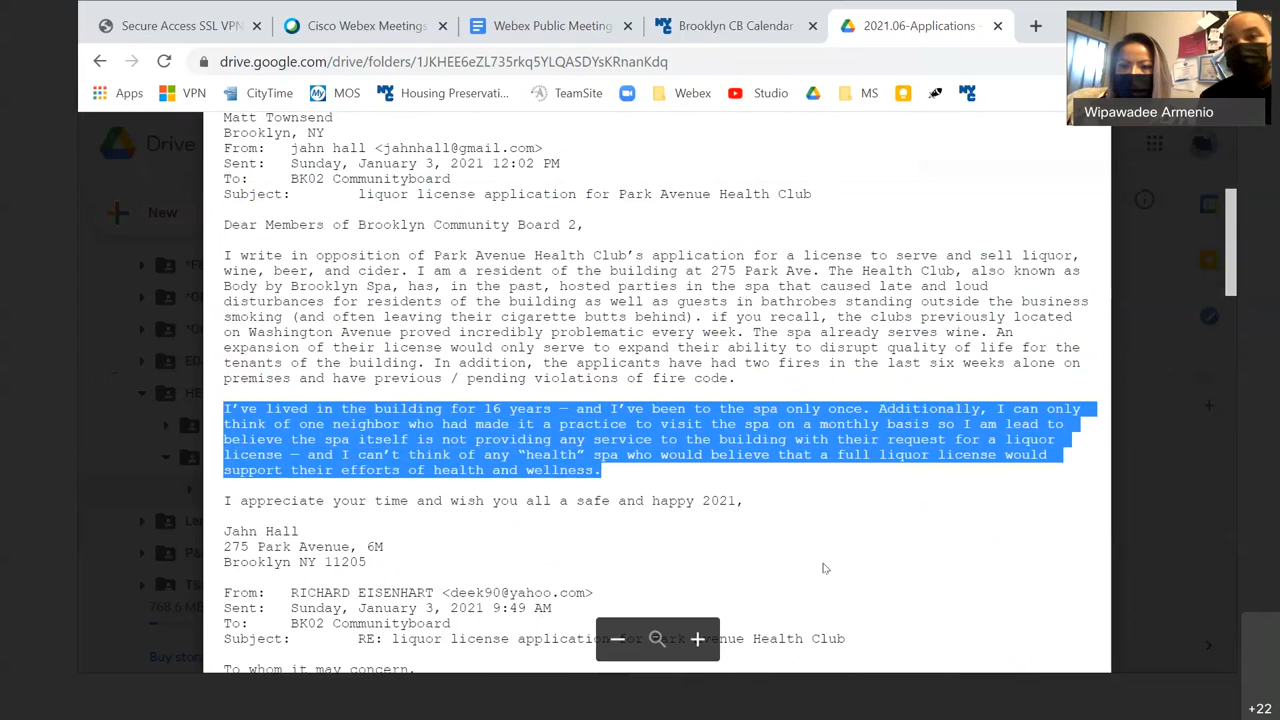 Secure Access SSL VPN
Cisco Webex Meetings
Webex Public Meeting
Brooklyn CB Calendar
2021.06-Applications -
drive.google.com/drive/folders/1JKHEE6eZL735rkq5YLQASDYsKRnanKdq
Apps
VPN
CityTime
MOS
Housing Preservati...
TeamSite
Webex
Studio
MS
Wipawadee Armenio
Drive
New
Matt Townsend
Brooklyn, NY
From: jahn hall <jahnhall@gmail.com>
Sent: Sunday, January 3, 2021 12:02 PM
To: BK02 Communityboard
Subject: liquor license application for Park Avenue Health Club
Dear Members of Brooklyn Community Board 2,
I write in opposition of Park Avenue Health Club’s application for a license to serve and sell liquor,
wine, beer, and cider. I am a resident of the building at 275 Park Ave. The Health Club, also known as
Body by Brooklyn Spa, has, in the past, hosted parties in the spa that caused late and loud
disturbances for residents of the building as well as guests in bathrobes standing outside the business
smoking (and often leaving their cigarette butts behind). if you recall, the clubs previously located
on Washington Avenue proved incredibly problematic every week. The spa already serves wine. An
expansion of their license would only serve to expand their ability to disrupt quality of life for the
tenants of the building. In addition, the applicants have had two fires in the last six weeks alone on
premises and have previous / pending violations of fire code.
I’ve lived in the building for 16 years — and I’ve been to the spa only once. Additionally, I can only
think of one neighbor who had made it a practice to visit the spa on a monthly basis so I am lead to
believe the spa itself is not providing any service to the building with their request for a liquor
license — and I can’t think of any “health” spa who would believe that a full liquor license would
support their efforts of health and wellness.
I appreciate your time and wish you all a safe and happy 2021,
Jahn Hall
275 Park Avenue, 6M
Brooklyn NY 11205
From: RICHARD EISENHART <deek90@yahoo.com>
Sent: Sunday, January 3, 2021 9:49 AM
To: BK02 Communityboard
Subject: RE: liquor license application for Park Avenue Health Club
To whom it may concern,
768.6 M
Buy stor
+22